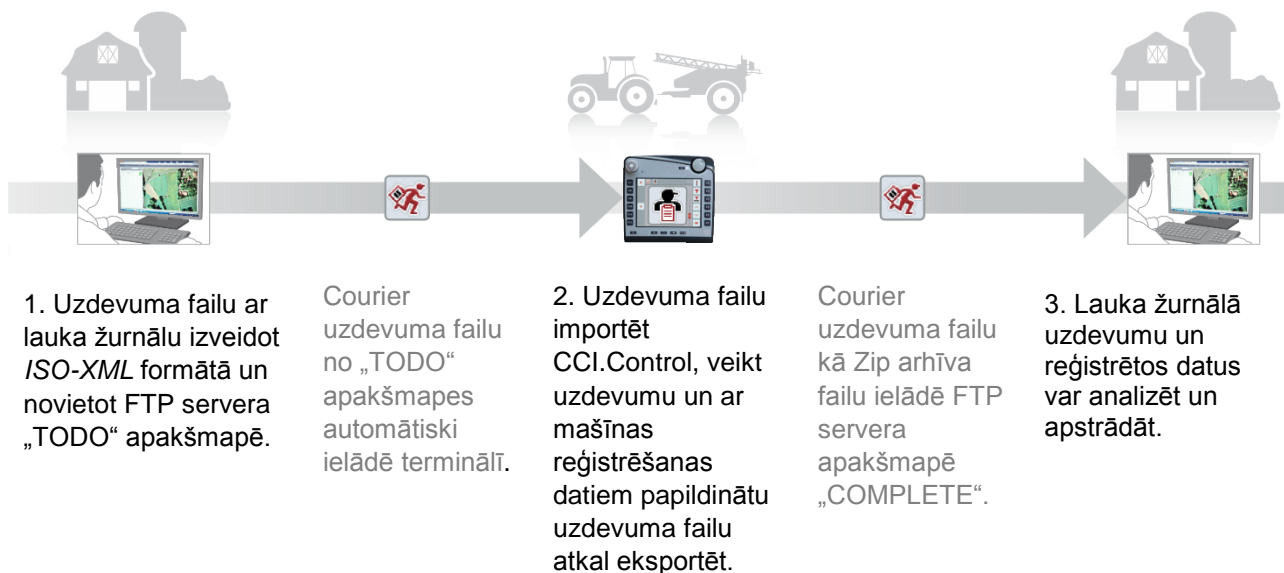 1. Uzdevuma failu ar
lauka žurnālu izveidot
ISO-XML formātā un
novietot FTP servera
„TODO“ apakšmapē.
Courier
uzdevuma failu
no „TODO“
apakšmapes
automātiski
ielādē terminālī.
2. Uzdevuma failu
importēt
CCI.Control, veikt
uzdevumu un ar
mašīnas
reģistrēšanas
datiem papildinātu
uzdevuma failu
atkal eksportēt.
Courier
uzdevuma failu
kā Zip arhīva
failu ielādē FTP
servera
apakšmapē
„COMPLETE“.
3. Lauka žurnālā
uzdevumu un
reģistrētos datus
var analizēt un
apstrādāt.